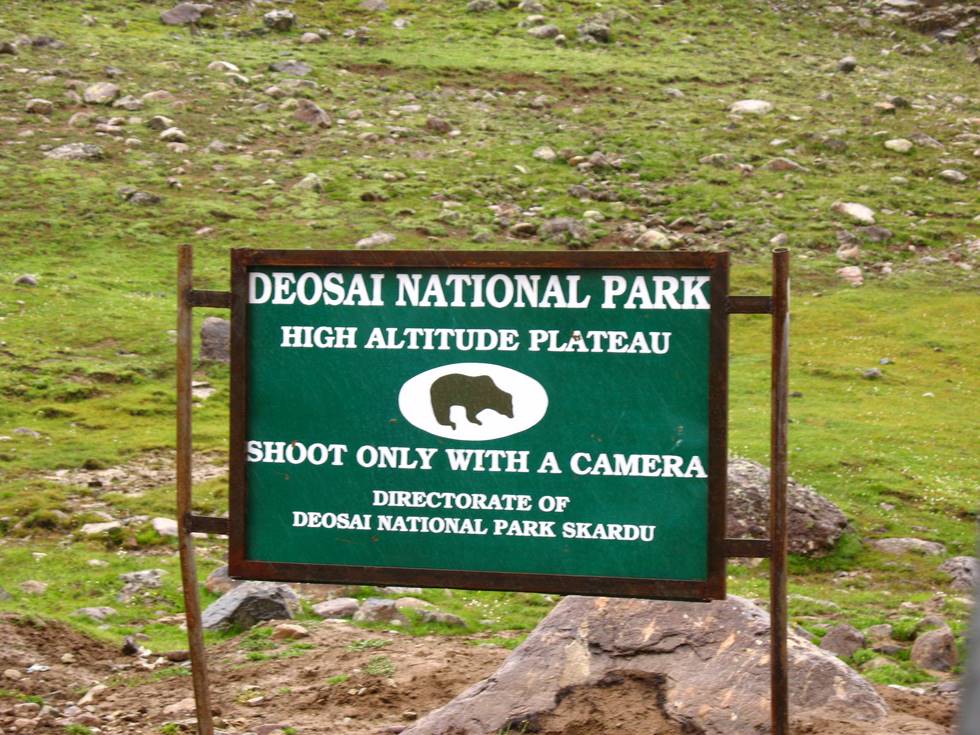 DEOSAI NATIONAL PARK
HIGH ALTITUDE PLATEAU
SHOOT ONLY WITH A CAMERA
DIRECTORATE OF
DEOSAI NATIONAL PARK SKARDU